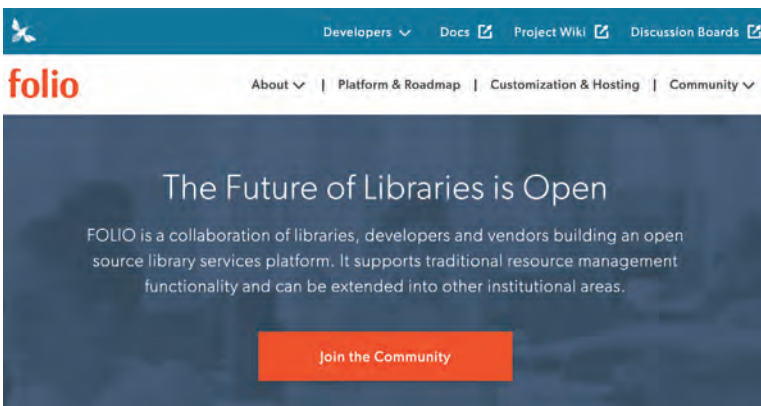 Developers Docs Project Wiki Discussion Boards
folio
About | Platform & Roadmap | Customization & Hosting | Community
The Future of Libraries is Open
FOLIO is a collaboration of libraries, developers and vendors building an open
source library services platform. It supports traditional resource management
functionality and can be extended into other institutional areas.
Join the Community